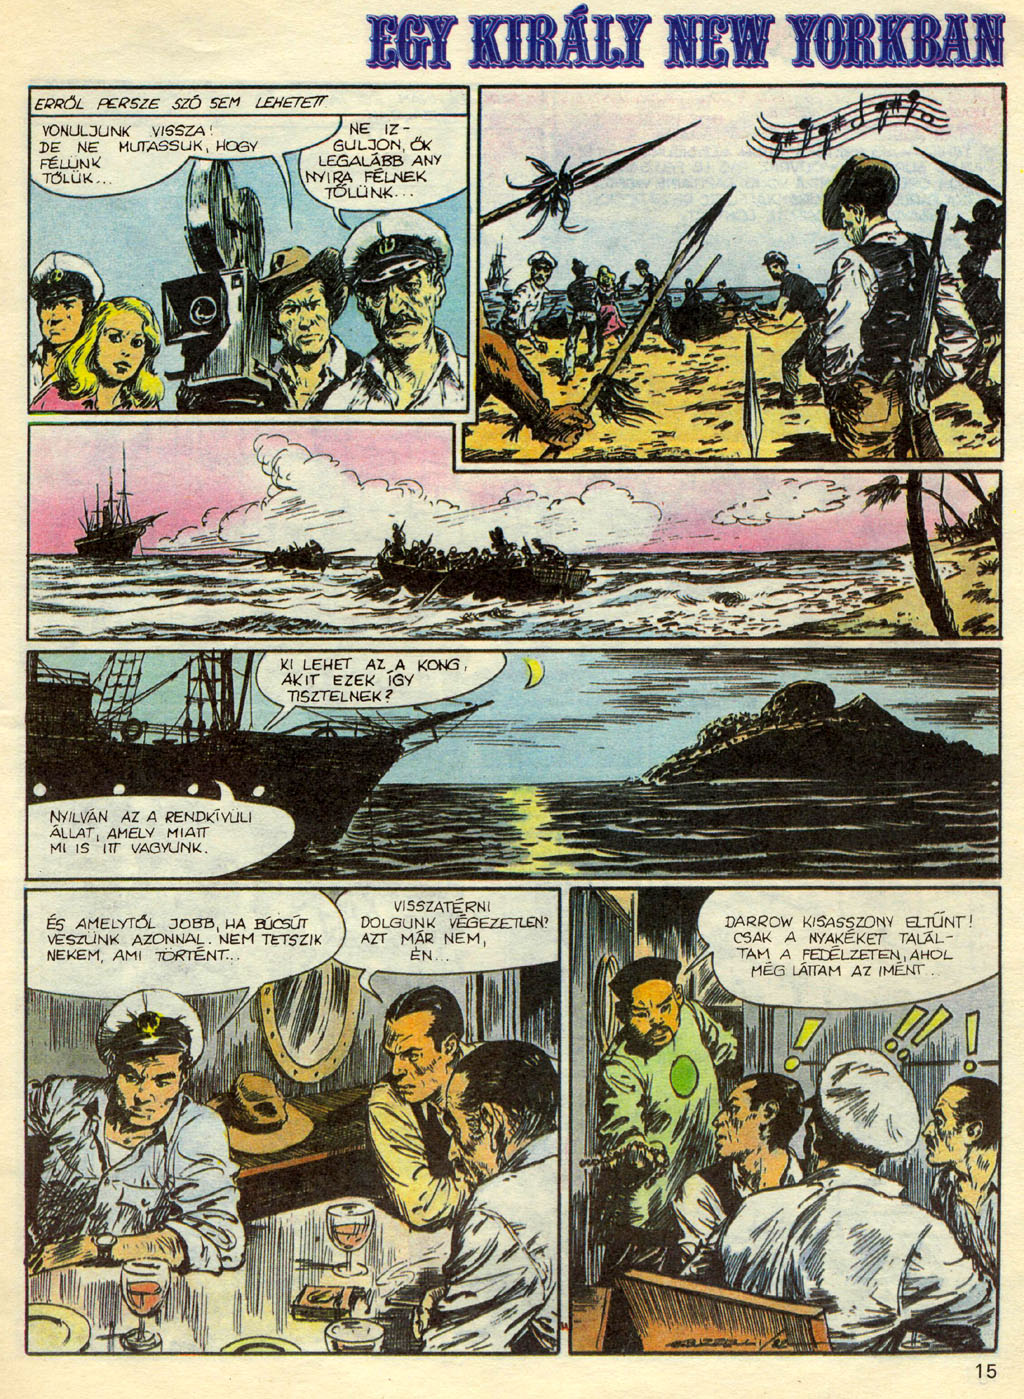 EGY KIRÁLY NEW YORKBAN
ERRŐL PERSZE SZÓ SEM LEHETETT
VONULJUNK VISSZA!
DE NE MUTASSUK, HOGY
FÉLÜNK
TŐLÜK...
NE IZ-
GULJON, ŐK
LEGALÁBB ANY
NYIRA FÉLNEK
TŐLÜNK...
KI LEHET AZ A KONG,
AKIT EZEK ÍGY
TISZTELNEK?
NYILVÁN AZ A RENDKÍVÜLI
ÁLLAT, AMELY MIATT
MI IS ITT VAGYUNK.
ÉS AMELYTŐL JOBB, HA BÚCSÚT
VESZÜNK AZONNAL. NEM TETSZIK
NEKEM, AMI TÖRTÉNT...
VISSZATÉRNI
DOLGUNK VÉGEZETLEN?
AZT MÁR NEM,
ÉN...
DARROW KISASSZONY ELTŰNT!
CSAK A NYAKÉKET TALÁL-
TAM A FEDÉLZETEN, AHOL
MÉG LÁTTAM AZ IMÉNT...
! !! !
15